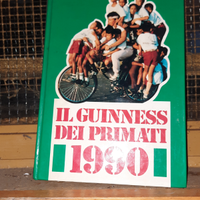 IL GUINNESS
DEI PRIMATI
1990